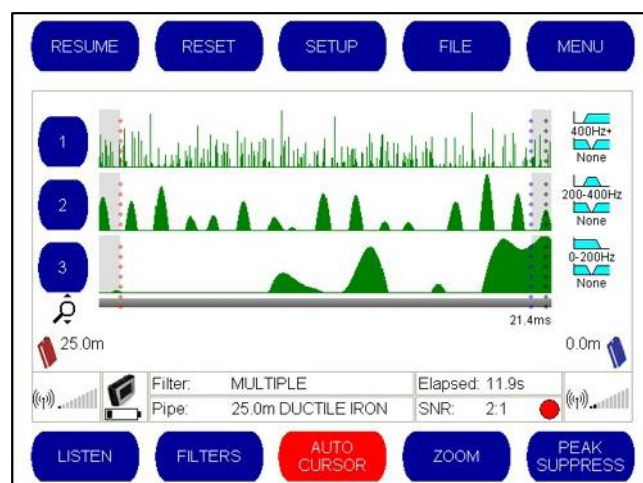 RESUME
RESET
SETUP
FILE
MENU
1
400Hz+
None
2
200-400Hz
None
3
0-200Hz
None
21.4ms
25.0m
0.0m
Filter: MULTIPLE
Elapsed: 11.9s
Pipe: 25.0m DUCTILE IRON
SNR: 2:1
LISTEN
FILTERS
AUTO
CURSOR
ZOOM
PEAK
SUPPRESS